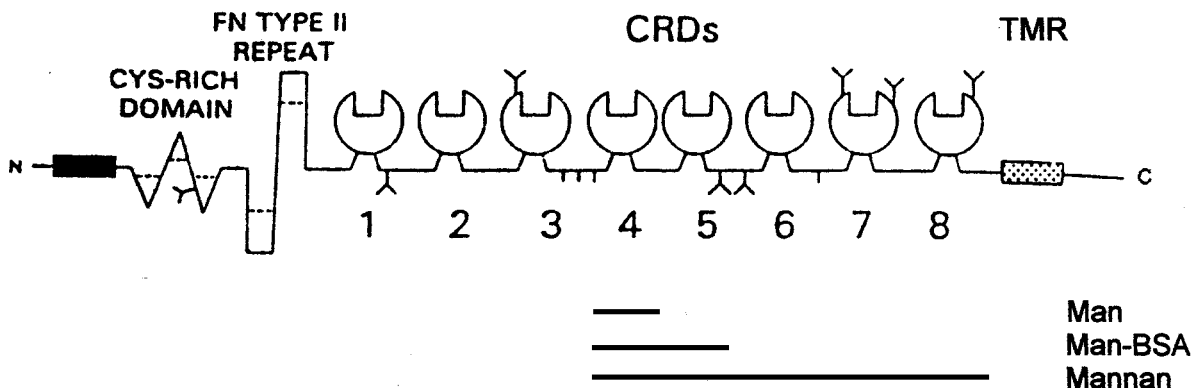 FN TYPE II
REPEAT
CRDs
TMR
CYS-RICH
DOMAIN
N
C
1 2 3 4 5 6 7 8
Man
Man-BSA
Mannan